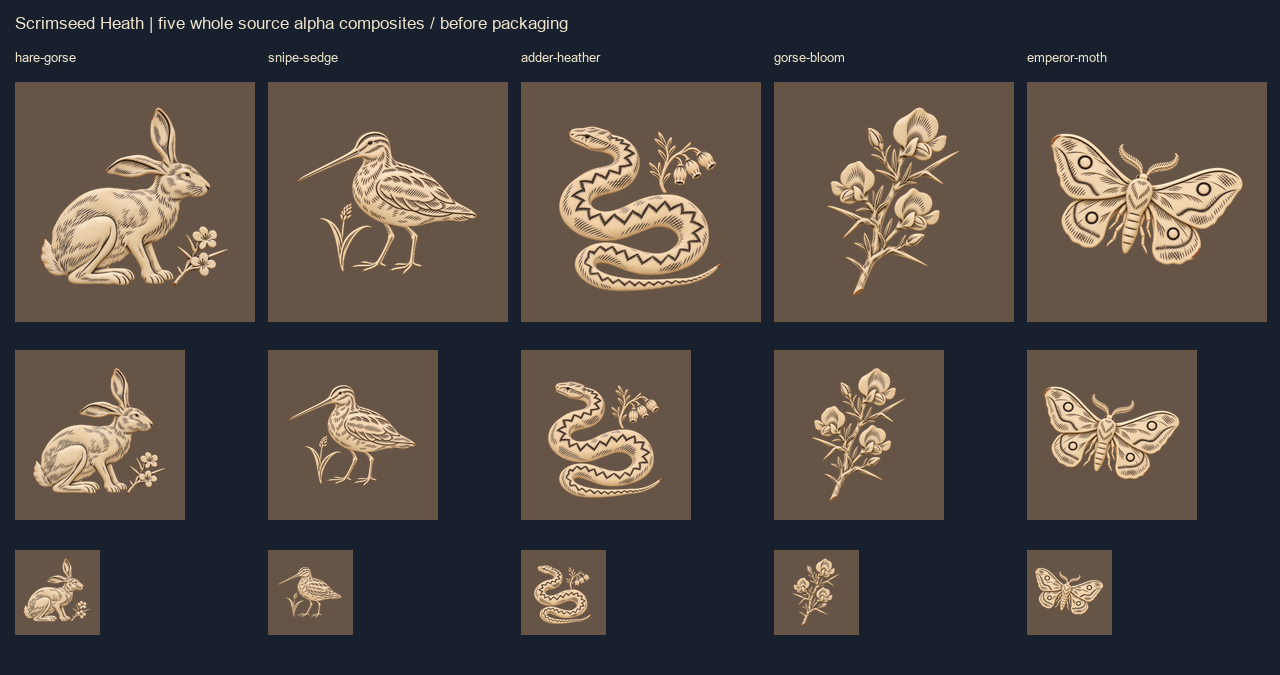 Scrimseed Heath | five whole source alpha composites / before packaging
hare-gorse
snipe-sedge
adder-heather
gorse-bloom
emperor-moth